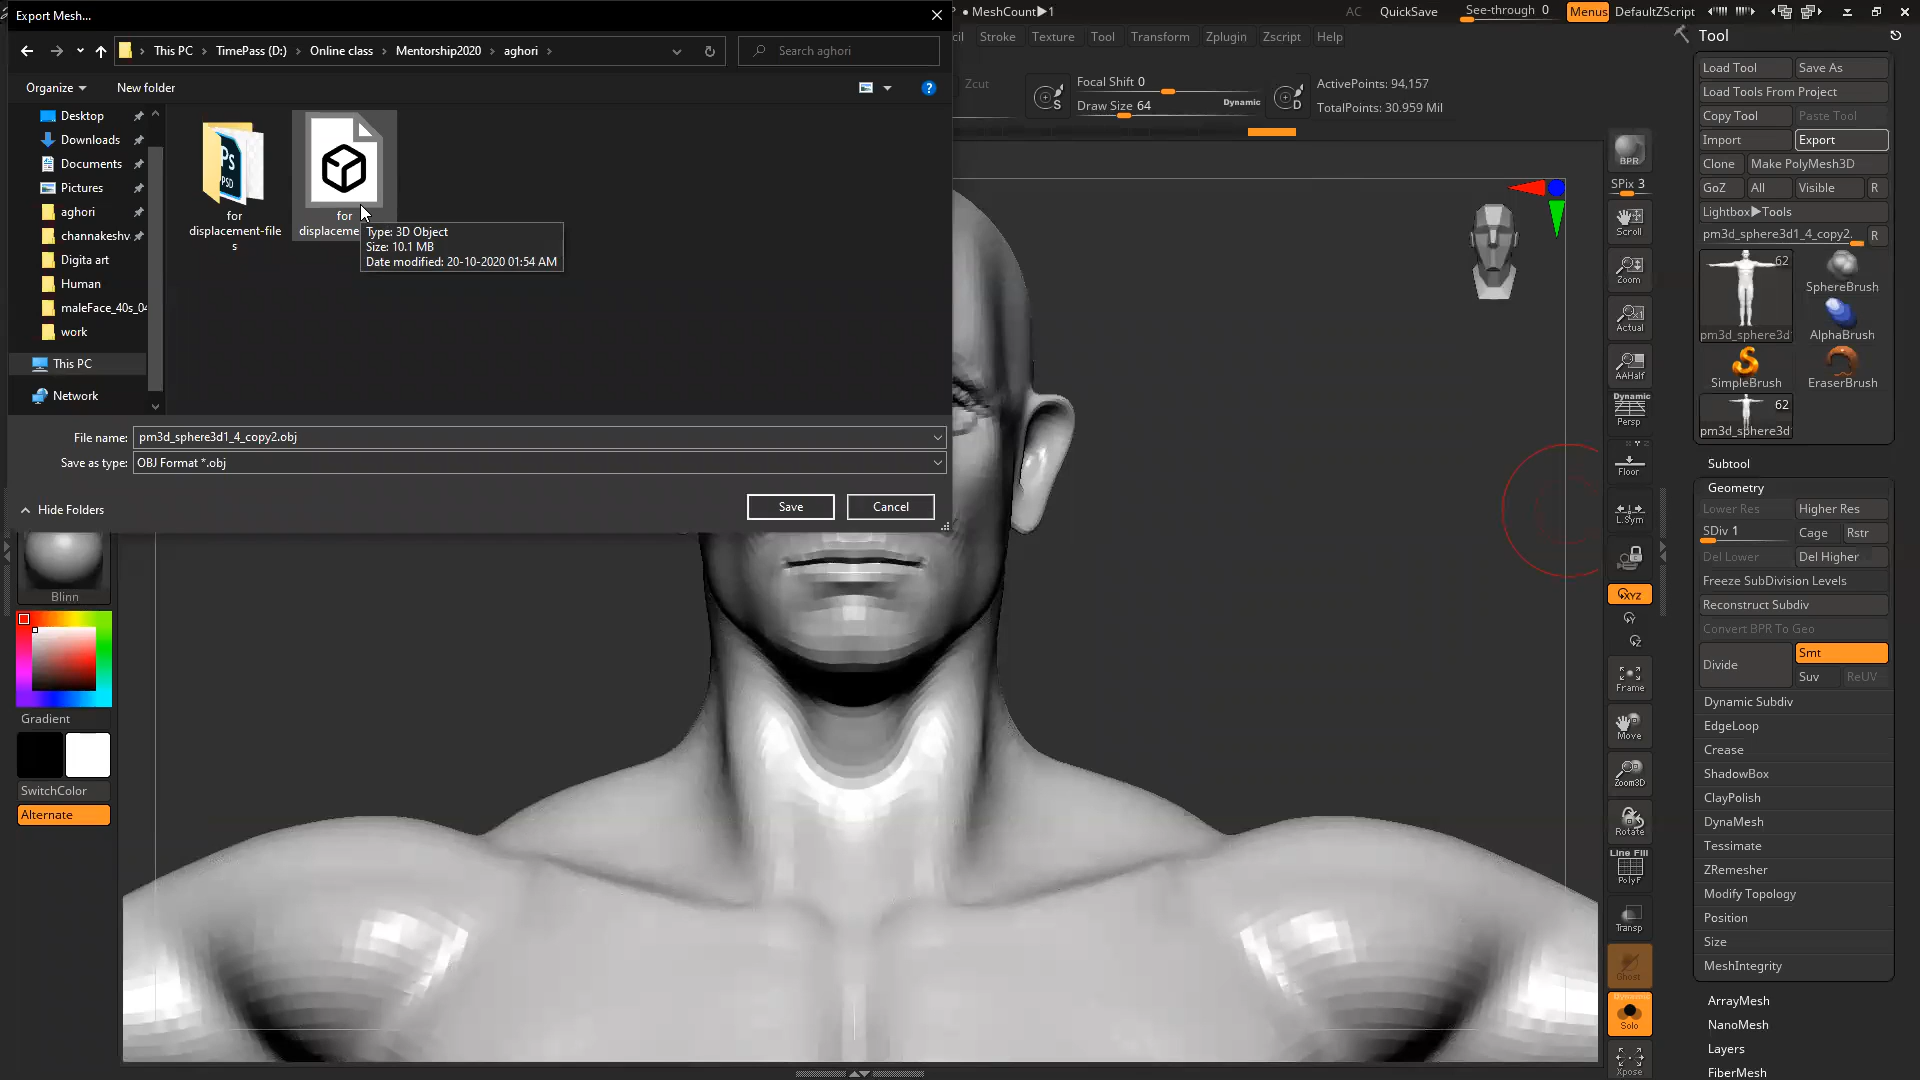 Export Mesh...
This PC
TimePass (D:)
Online class
Mentorship2020
aghori
Search aghori
Organize
New folder
Desktop
Downloads
Documents
Pictures
aghori
channakeshv
Digita art
Human
maleFace_40s_04
work
This PC
Network
for
displacement-file
s
for
displaceme
Type: 3D Object
Size: 10.1 MB
Date modified: 20-10-2020 01:54 AM
File name:
pm3d_sphere3d1_4_copy2.obj
Save as type:
OBJ Format *.obj
Hide Folders
Save
Cancel
MeshCount▶1
AC
QuickSave
See-through 0
Menus
DefaultZScript
Stroke
Texture
Tool
Transform
Zplugin
Zscript
Help
Zcut
S
Focal Shift 0
Draw Size 64
Dynamic
D
ActivePoints: 94,157
TotalPoints: 30.959 Mil
Blinn
Gradient
SwitchColor
Alternate
BPR
SPix 3
Scroll
Zoom
Actual
AAHalf
Dynamic
Persp
Floor
L.Sym
XYZ
Frame
Move
Zoom3D
Rotate
Line Fill
PolyF
Transp
Ghost
Dynamic
Solo
Xpose
Tool
Load Tool
Save As
Load Tools From Project
Copy Tool
Paste Tool
Import
Export
Clone
Make PolyMesh3D
GoZ
All
Visible
R
Lightbox▶Tools
pm3d_sphere3d1_4_copy2.
R
62
pm3d_sphere3d
SphereBrush
AlphaBrush
SimpleBrush
EraserBrush
62
pm3d_sphere3d
Subtool
Geometry
Lower Res
Higher Res
SDiv 1
Cage
Rstr
Del Lower
Del Higher
Freeze SubDivision Levels
Reconstruct Subdiv
Convert BPR To Geo
Divide
Smt
Suv
ReUV
Dynamic Subdiv
EdgeLoop
Crease
ShadowBox
ClayPolish
DynaMesh
Tessimate
ZRemesher
Modify Topology
Position
Size
MeshIntegrity
ArrayMesh
NanoMesh
Layers
FiberMesh